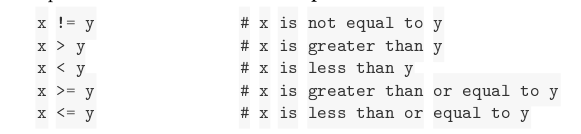 x != y # x is not equal to y
x > y # x is greater than y
x < y # x is less than y
x >= y # x is greater than or equal to y
x <= y # x is less than or equal to y